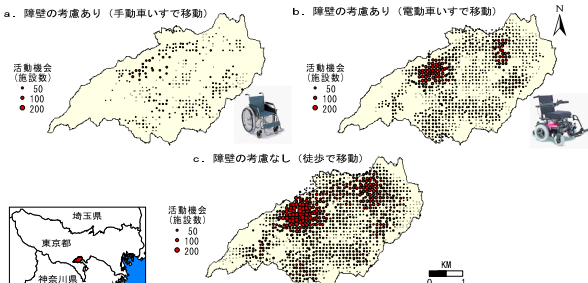 a. 障壁の考慮あり（手動車いすで移動）
活動機会
(施設数)
50
100
200
b. 障壁の考慮あり（電動車いすで移動）
N
活動機会
(施設数)
50
100
200
c. 障壁の考慮なし（徒歩で移動）
活動機会
(施設数)
50
100
200
埼玉県
東京都
神奈川県
KM
0 1